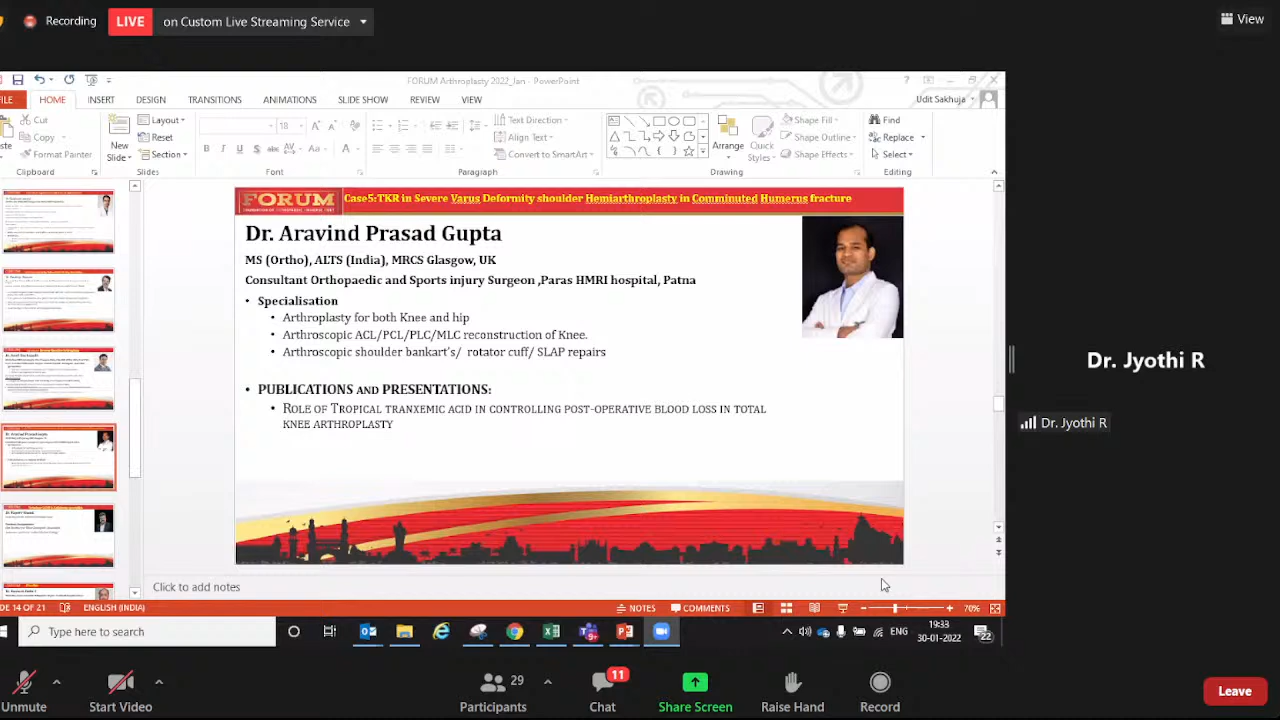 Recording
LIVE on Custom Live Streaming Service
View
FORUM Arthroplasty 2022_Jan - PowerPoint
HOME INSERT DESIGN TRANSITIONS ANIMATIONS SLIDE SHOW REVIEW VIEW
Udit Sakhuja
Cut
Copy
Format Painter
Clipboard
New
Slide
Layout
Reset
Section
Slides
18
Font
Text Direction
Align Text
Convert to SmartArt
Paragraph
Arrange
Quick
Styles
Shape Fill
Shape Outline
Shape Effects
Drawing
Find
Replace
Select
Editing
FORUM
Case5:TKR in Severe Varus Deformity shoulder Hemiarthroplasty in Humerus fracture
Dr Aravind Prasad Gupta
MS (Ortho), ALTS (India), MRCS Glasgow, UK
Consultant Orthopaedic and Sport Injury Surgeon ,Paras HMRI hospital, Patna
• Specialisation
• Arthroplasty for both Knee and hip
• Arthroscopic ACL/PCL/PLC/MLC reconstruction of Knee.
SLAP repairs
PUBLICATIONS AND PRESENTATIONS:
• ROLE OF TROPICAL TRANXEMIC ACID IN CONTROLLING POST-OPERATIVE BLOOD LOSS IN TOTAL
KNEE ARTHROPLASTY
Dr. Jyothi R
Dr. Jyothi R
Click to add notes
DE 14 OF 21 ENGLISH (INDIA) NOTES COMMENTS 70%
Type here to search
ENG
19:33
30-01-2022
22
Unmute
Start Video
29
Participants
11
Chat
Share Screen
Raise Hand
Record
Leave